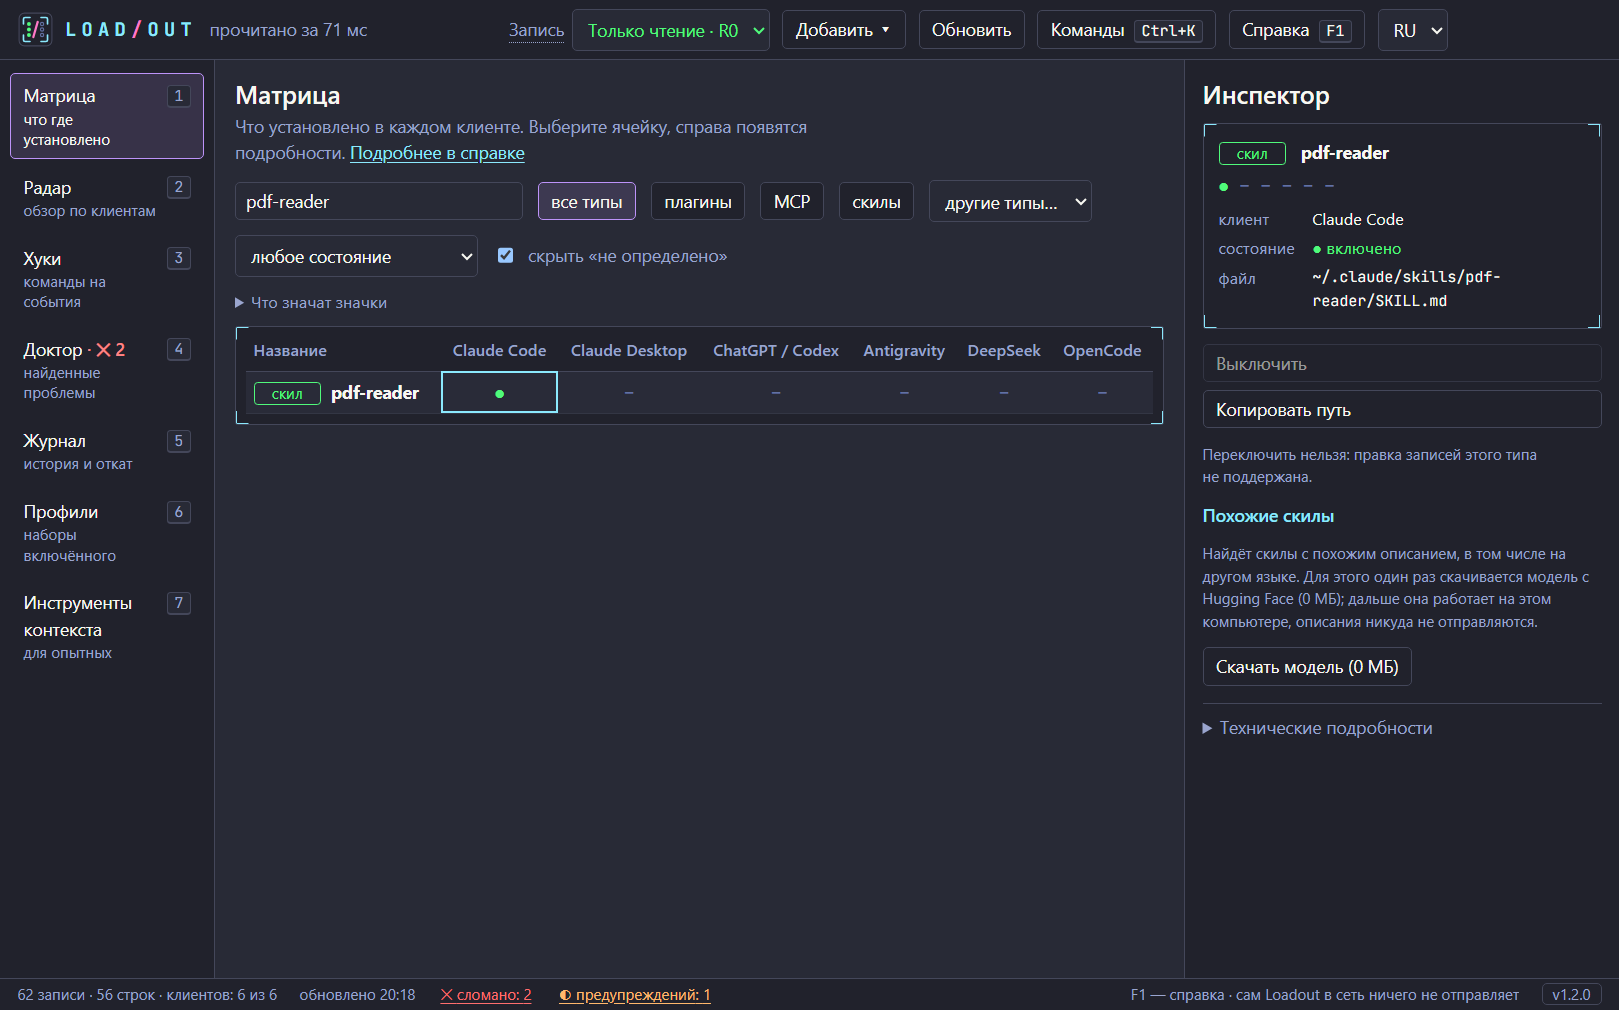 LOAD/OUT прочитано за 71 мс Запись Только чтение · R0 Добавить ▼ Обновить Команды Ctrl+K Справка F1 RU
Матрица 1
что где
установлено
Радар 2
обзор по клиентам
Хуки 3
команды на
события
Доктор · ✕ 2 4
найденные
проблемы
Журнал 5
история и откат
Профили 6
наборы
включённого
Инструменты 7
контекста
для опытных
Матрица
Что установлено в каждом клиенте. Выберите ячейку, справа появятся
подробности. Подробнее в справке
pdf-reader все типы плагины MCP скилы другие типы...
любое состояние скрыть «не определено»
▶ Что значат значки
Название Claude Code Claude Desktop ChatGPT / Codex Antigravity DeepSeek OpenCode
скил pdf-reader ● – – – – –
Инспектор
скил pdf-reader
● – – – – –
клиент Claude Code
состояние ● включено
файл ~/.claude/skills/pdf-
reader/SKILL.md
Выключить
Копировать путь
Переключить нельзя: правка записей этого типа
не поддержана.
Похожие скилы
Найдёт скилы с похожим описанием, в том числе на
другом языке. Для этого один раз скачивается модель с
Hugging Face (0 МБ); дальше она работает на этом
компьютере, описания никуда не отправляются.
Скачать модель (0 МБ)
▶ Технические подробности
62 записи · 56 строк · клиентов: 6 из 6 обновлено 20:18 ✕ сломано: 2 ◐ предупреждений: 1 F1 — справка · сам Loadout в сеть ничего не отправляет v1.2.0